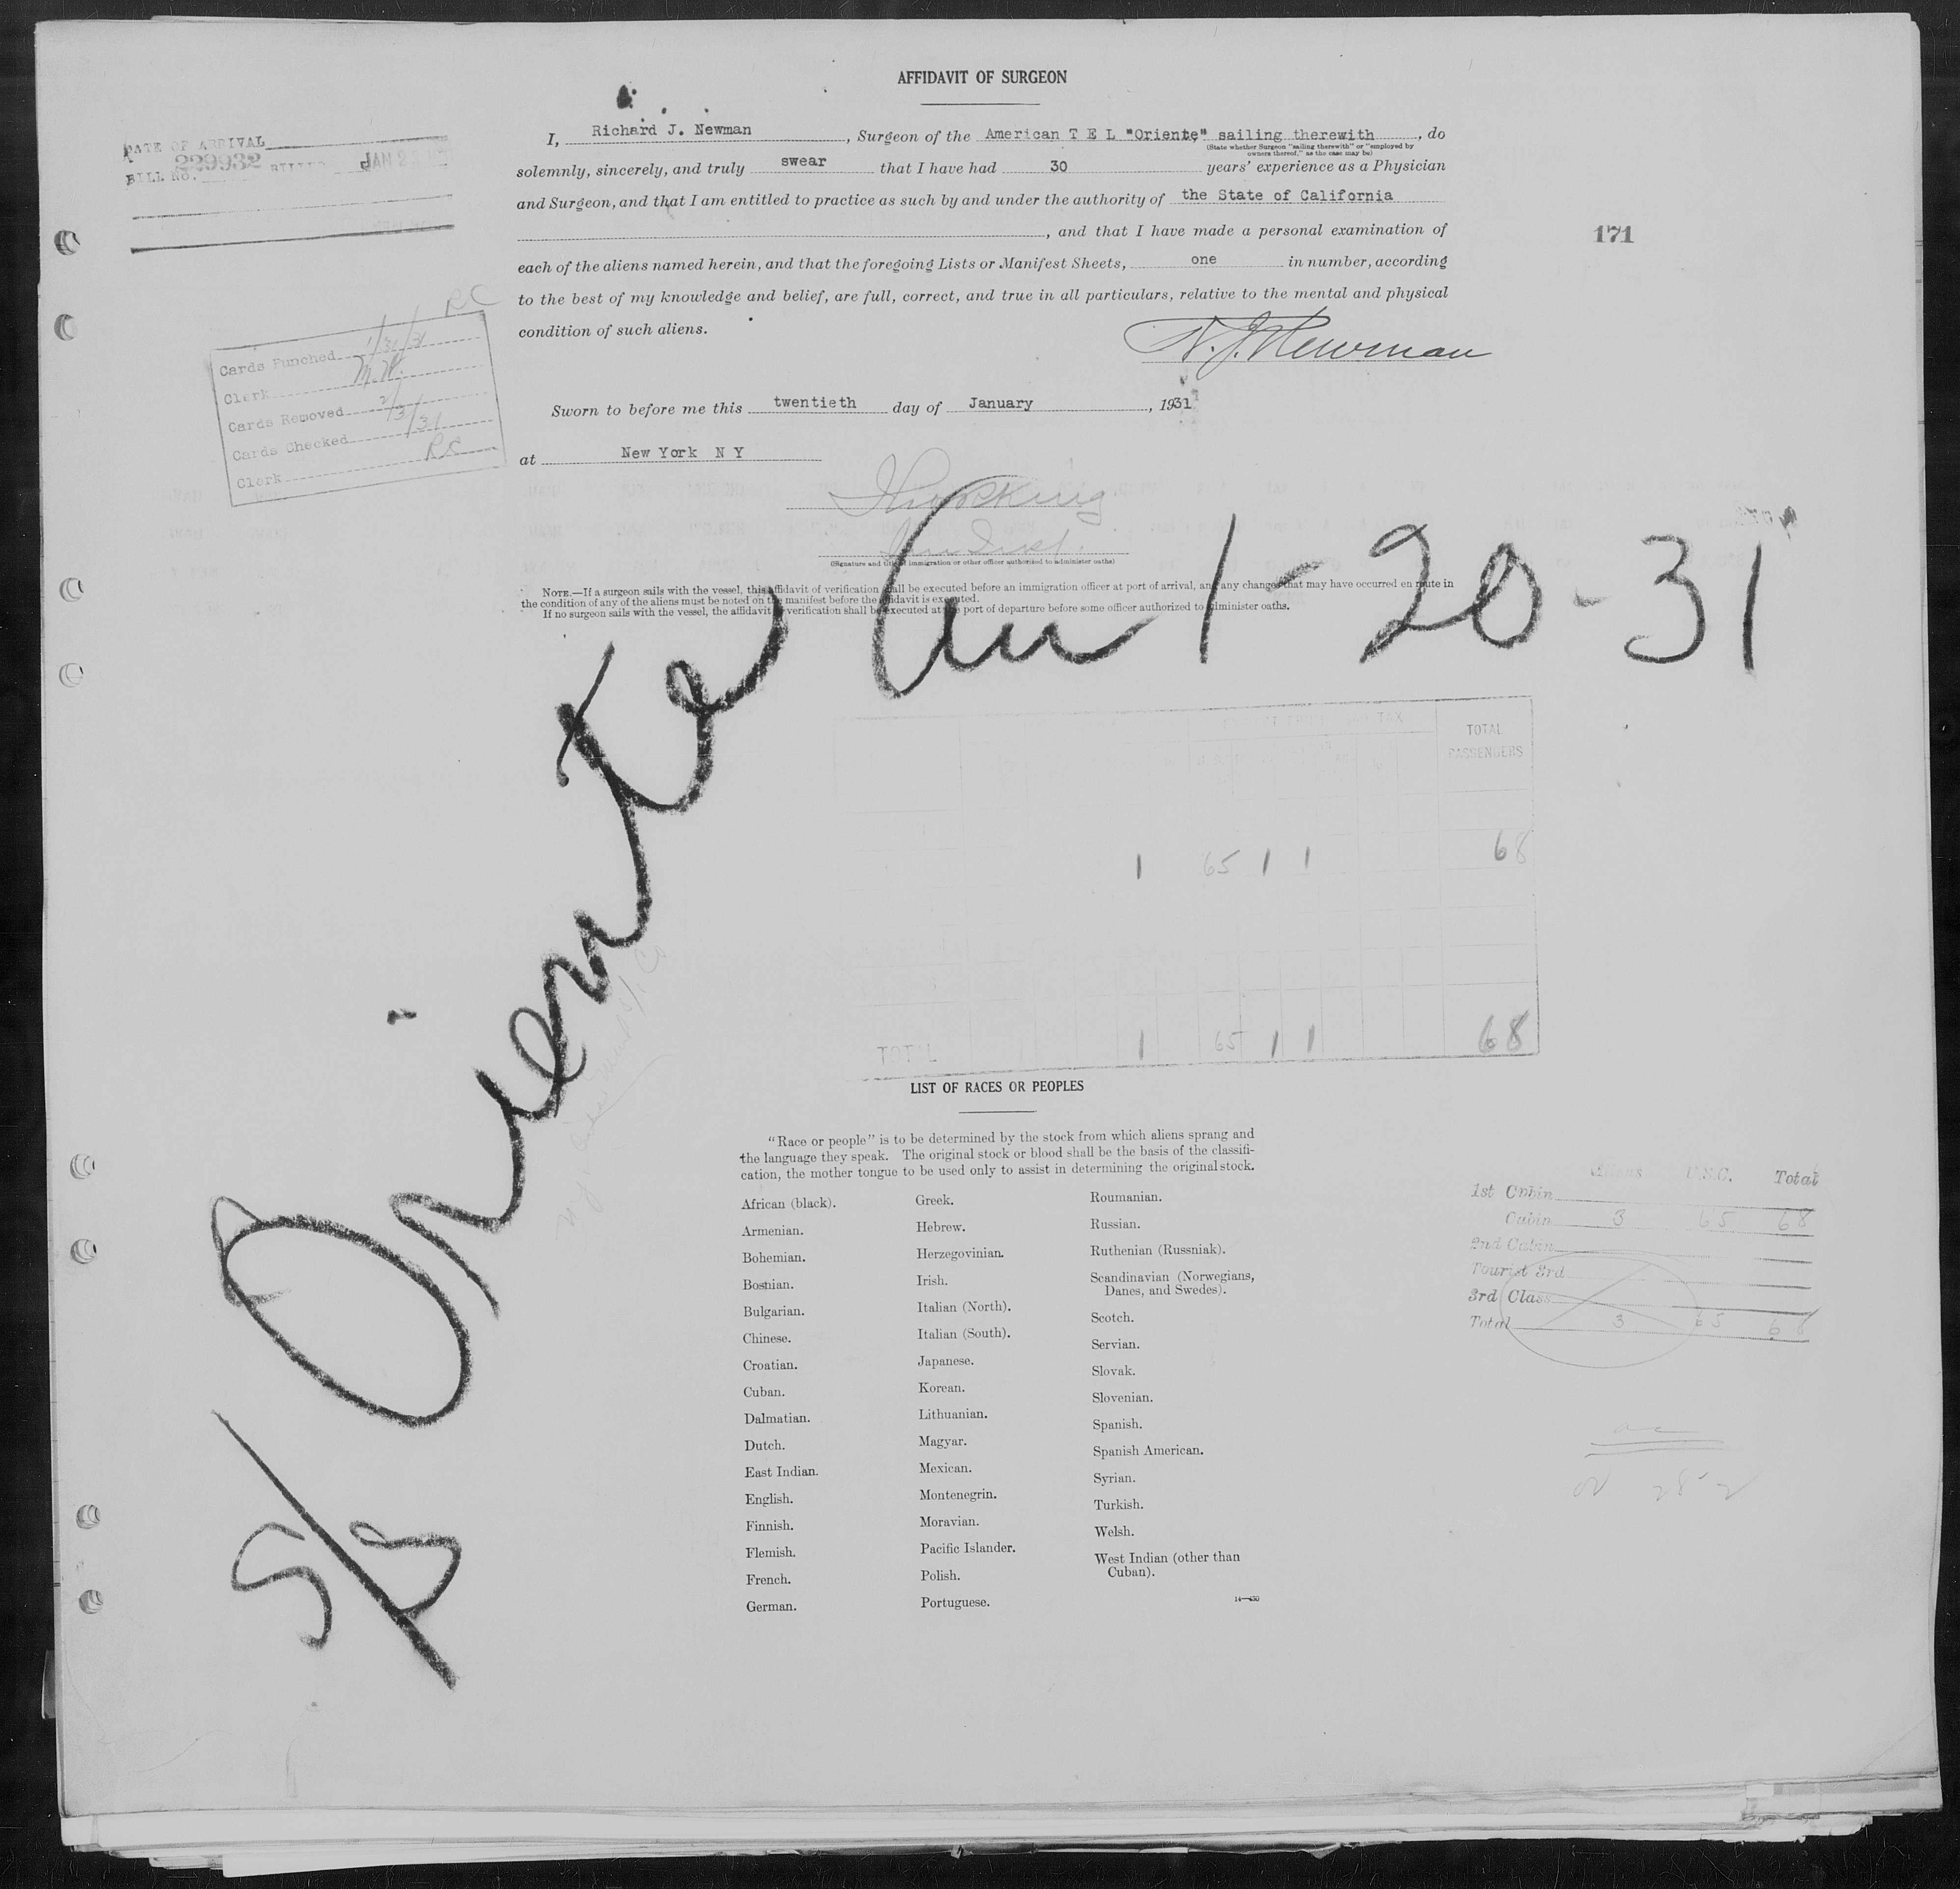 AFFIDAVIT OF SURGEON
I, Richard J. Newman, Surgeon of the American T E L "Oriente" sailing therewith, do
(State whether Surgeon "sailing therewith" or "employed by
owners thereof," as the case may be)
solemnly, sincerely, and truly swear that I have had 30 years' experience as a Physician
and Surgeon, and that I am entitled to practice as such by and under the authority of the State of California
, and that I have made a personal examination of
each of the aliens named herein, and that the foregoing Lists or Manifest Sheets, one in number, according
to the best of my knowledge and belief, are full, correct, and true in all particulars, relative to the mental and physical
condition of such aliens.
R. J. Newman
Sworn to before me this twentieth day of January, 1931
at New York N Y
(Signature and title of immigration or other officer authorized to administer oaths)
NOTE.—If a surgeon sails with the vessel, this affidavit of verification shall be executed before an immigration officer at port of arrival, and any changes that may have occurred en route in
the condition of any of the aliens must be noted on the manifest before the affidavit is executed.
If no surgeon sails with the vessel, the affidavit of verification shall be executed at the port of departure before some officer authorized to administer oaths.
DATE OF ARRIVAL
BILL NO. 229932 BILLED JAN
171
RC
Cards Punched 1/31/31
Clerk M.W.
Cards Removed 2/3/31
Cards Checked
Clerk RC
S/S Oriente Arr 1-20-31
TOTAL
PASSENGERS
1 65 1 1 68
TOTAL 1 65 1 1 68
LIST OF RACES OR PEOPLES
"Race or people" is to be determined by the stock from which aliens sprang and
the language they speak. The original stock or blood shall be the basis of the classifi-
cation, the mother tongue to be used only to assist in determining the original stock.
African (black).
Armenian.
Bohemian.
Bosnian.
Bulgarian.
Chinese.
Croatian.
Cuban.
Dalmatian.
Dutch.
East Indian.
English.
Finnish.
Flemish.
French.
German.
Greek.
Hebrew.
Herzegovinian.
Irish.
Italian (North).
Italian (South).
Japanese.
Korean.
Lithuanian.
Magyar.
Mexican.
Montenegrin.
Moravian.
Pacific Islander.
Polish.
Portuguese.
Roumanian.
Russian.
Ruthenian (Russniak).
Scandinavian (Norwegians,
Danes, and Swedes).
Scotch.
Servian.
Slovak.
Slovenian.
Spanish.
Spanish American.
Syrian.
Turkish.
Welsh.
West Indian (other than
Cuban).
14—430
Aliens U.S.C. Total
1st Cabin
Cabin 3 65 68
2nd Cabin
Tourist 3rd
3rd Class
Total 3 65 68